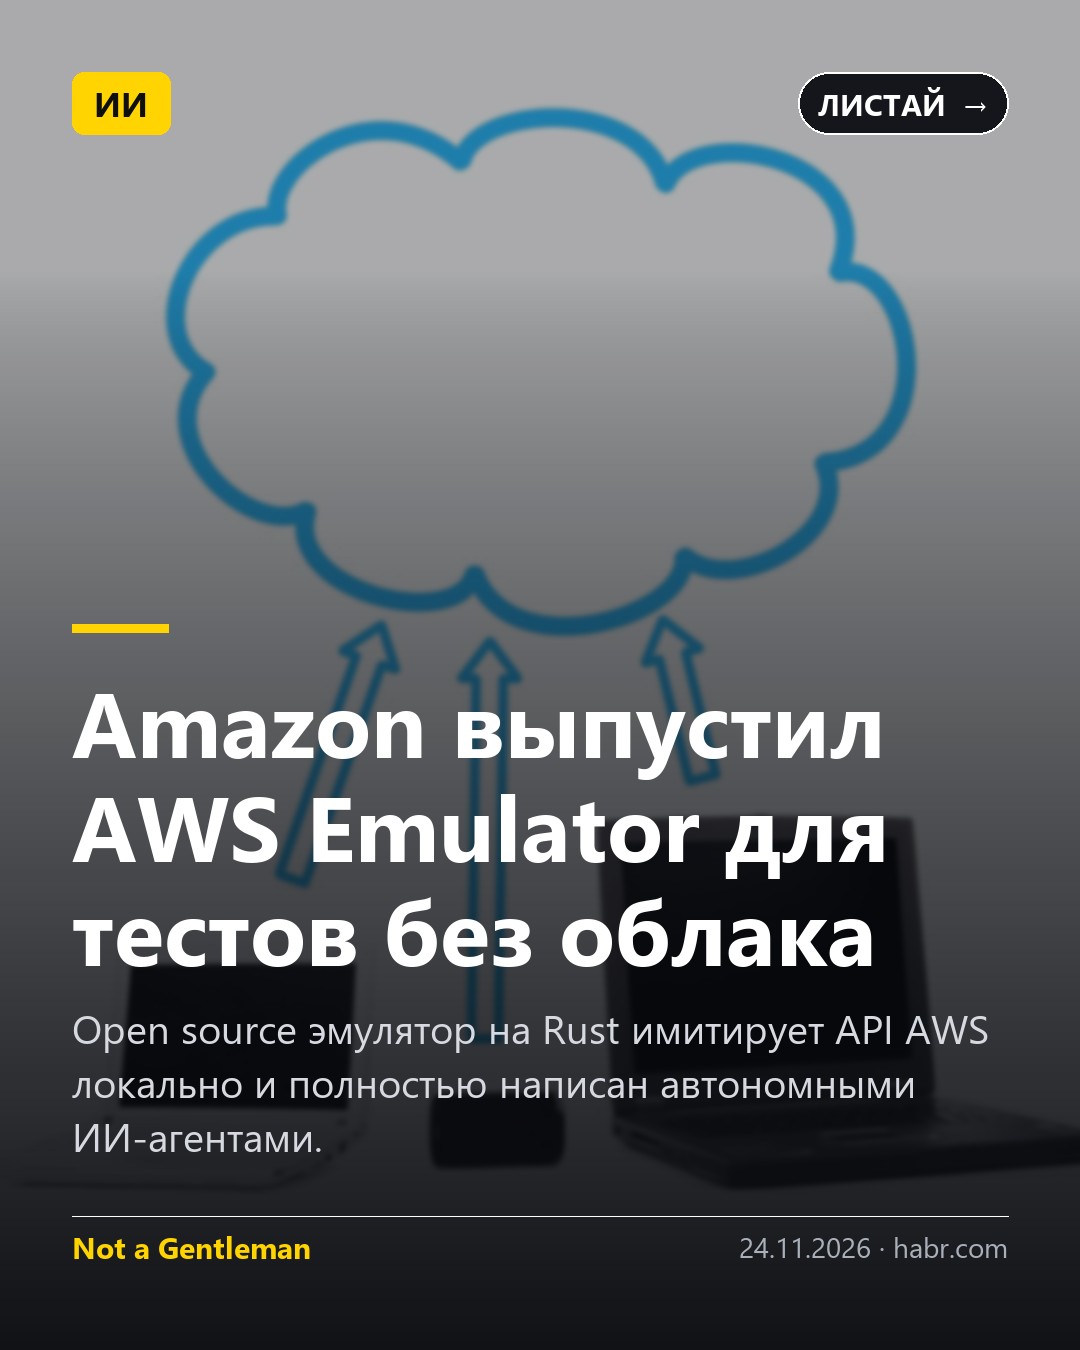 ИИ
ЛИСТАЙ →
Amazon выпустил
AWS Emulator для
тестов без облака
Open source эмулятор на Rust имитирует API AWS
локально и полностью написан автономными
ИИ-агентами.
Not a Gentleman
24.11.2026 · habr.com